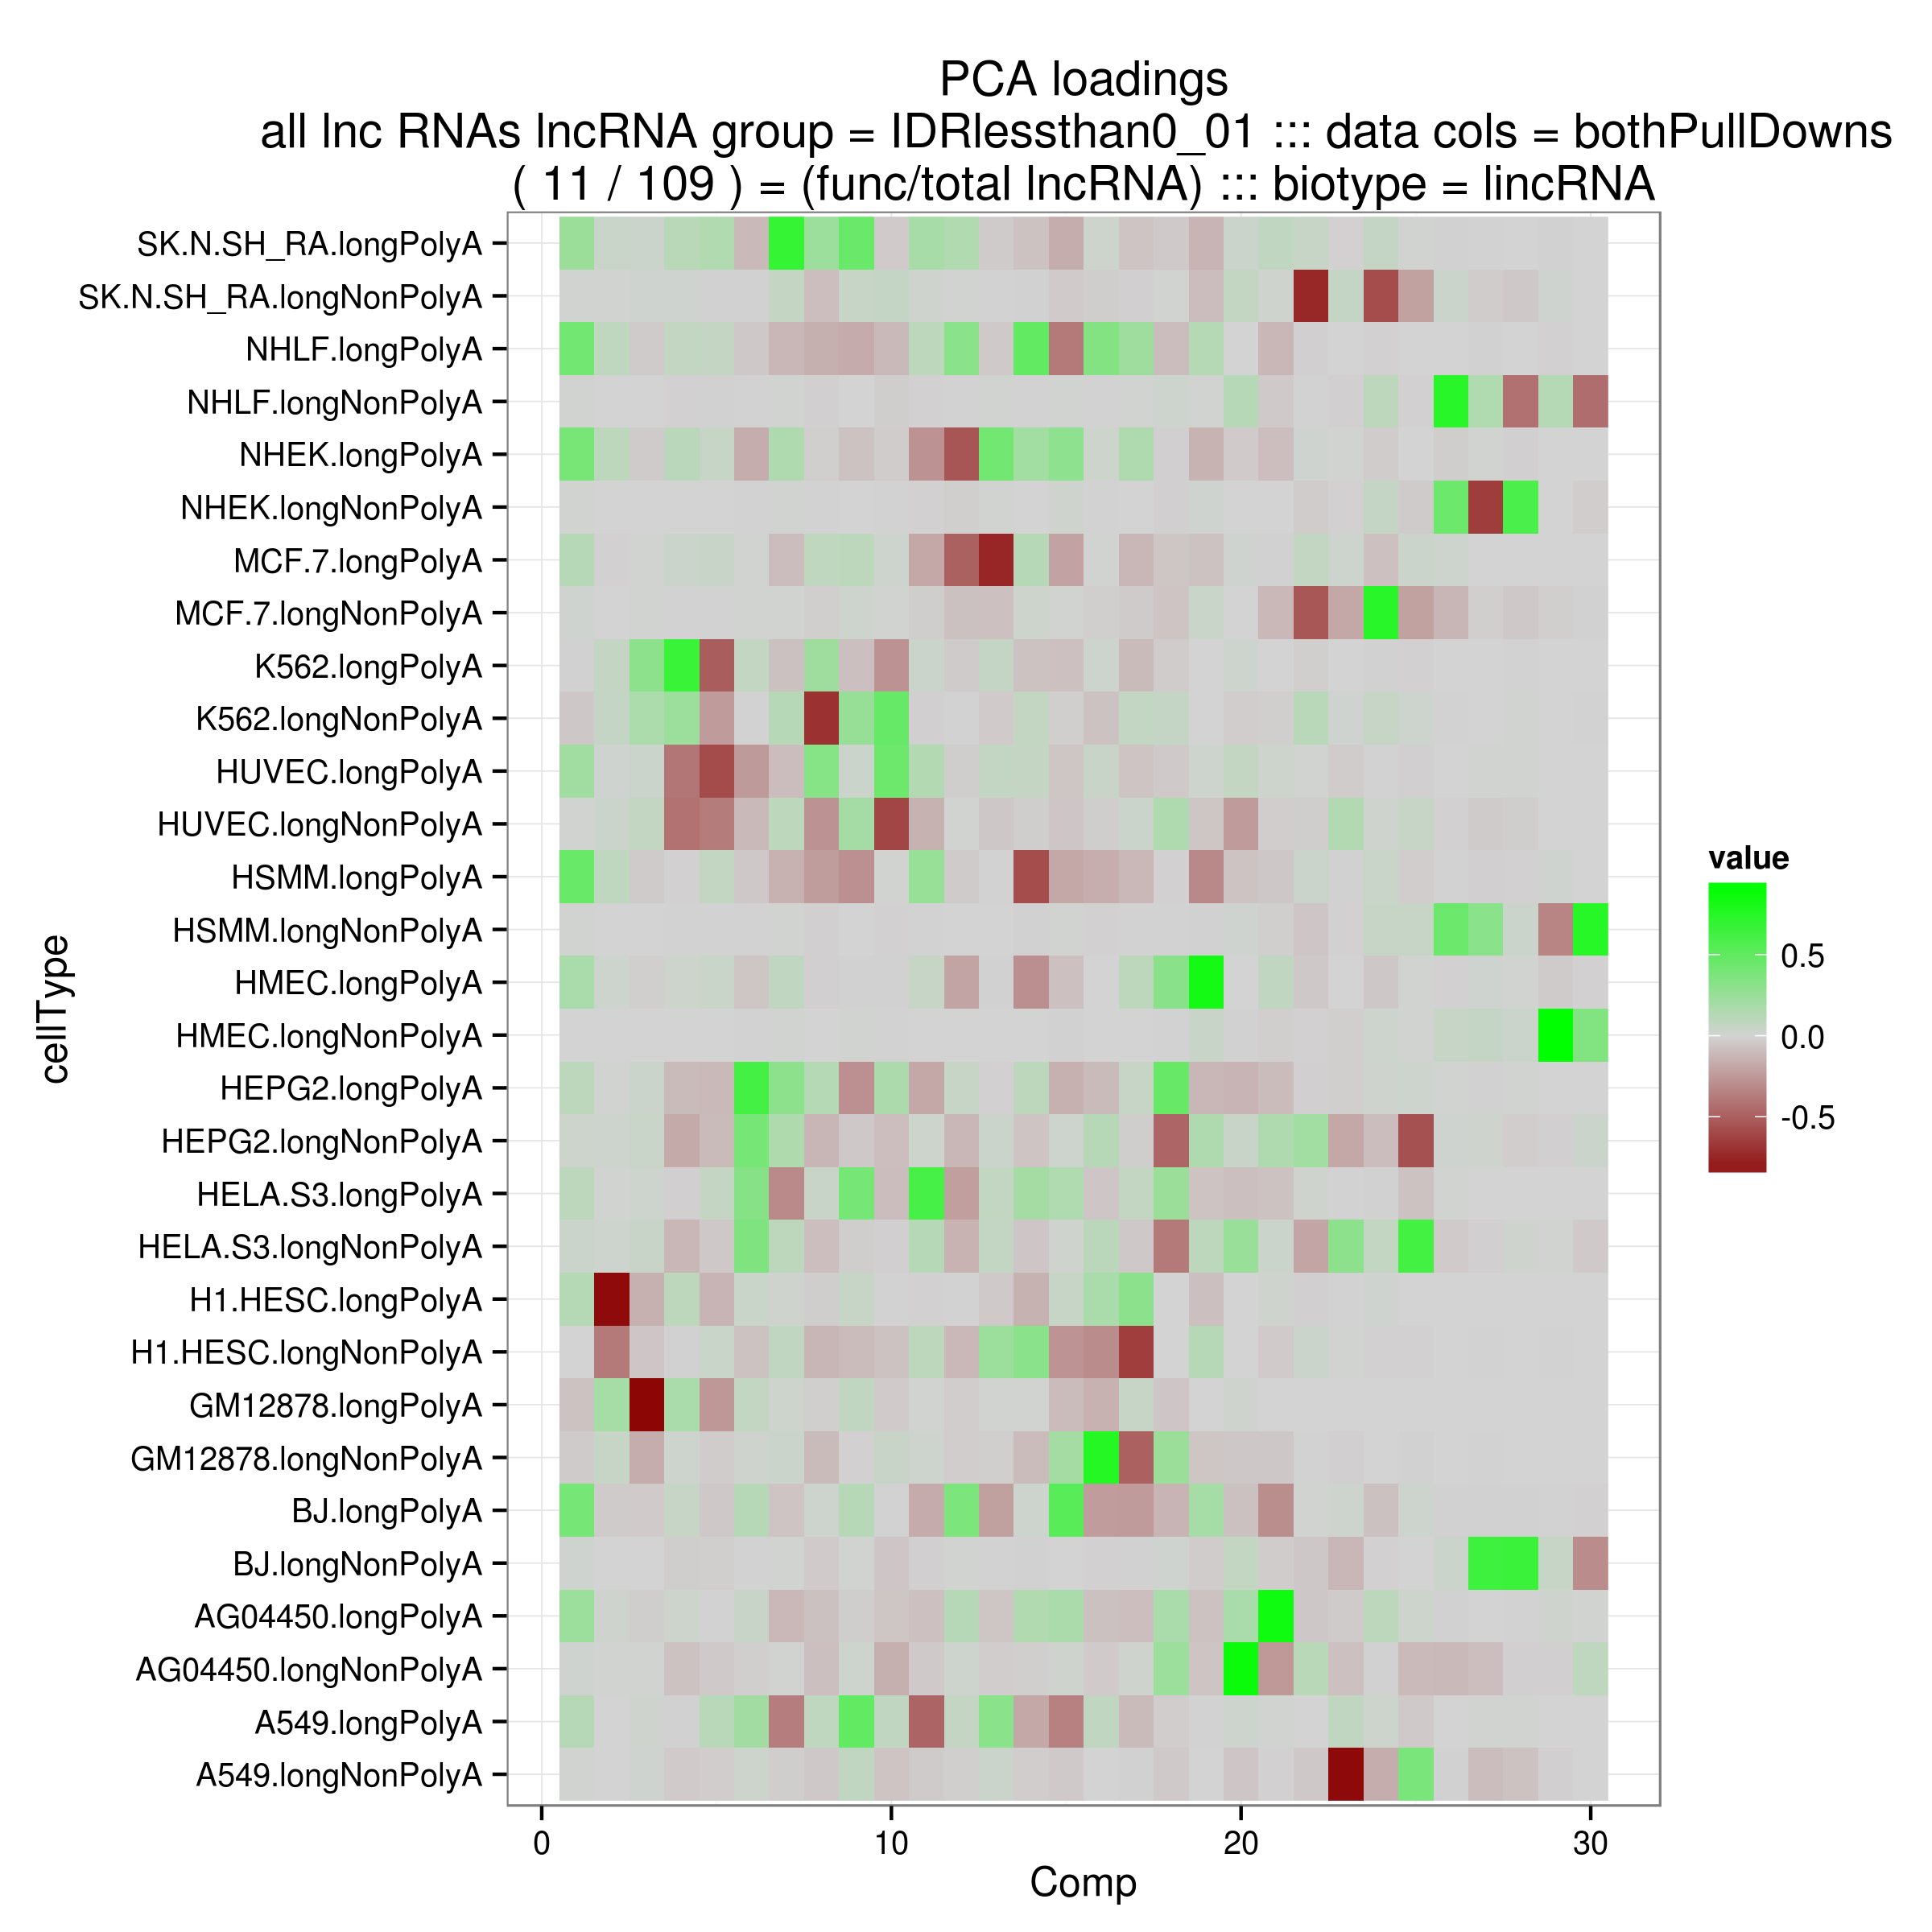 PCA loadings
all lnc RNAs lncRNA group = IDRlessthan0_01 ::: data cols = bothPullDowns
( 11 / 109 ) = (func/total lncRNA) ::: biotype = lincRNA
cellType
SK.N.SH_RA.longPolyA
SK.N.SH_RA.longNonPolyA
NHLF.longPolyA
NHLF.longNonPolyA
NHEK.longPolyA
NHEK.longNonPolyA
MCF.7.longPolyA
MCF.7.longNonPolyA
K562.longPolyA
K562.longNonPolyA
HUVEC.longPolyA
HUVEC.longNonPolyA
HSMM.longPolyA
HSMM.longNonPolyA
HMEC.longPolyA
HMEC.longNonPolyA
HEPG2.longPolyA
HEPG2.longNonPolyA
HELA.S3.longPolyA
HELA.S3.longNonPolyA
H1.HESC.longPolyA
H1.HESC.longNonPolyA
GM12878.longPolyA
GM12878.longNonPolyA
BJ.longPolyA
BJ.longNonPolyA
AG04450.longPolyA
AG04450.longNonPolyA
A549.longPolyA
A549.longNonPolyA
0 10 20 30
Comp
value
0.5
0.0
-0.5